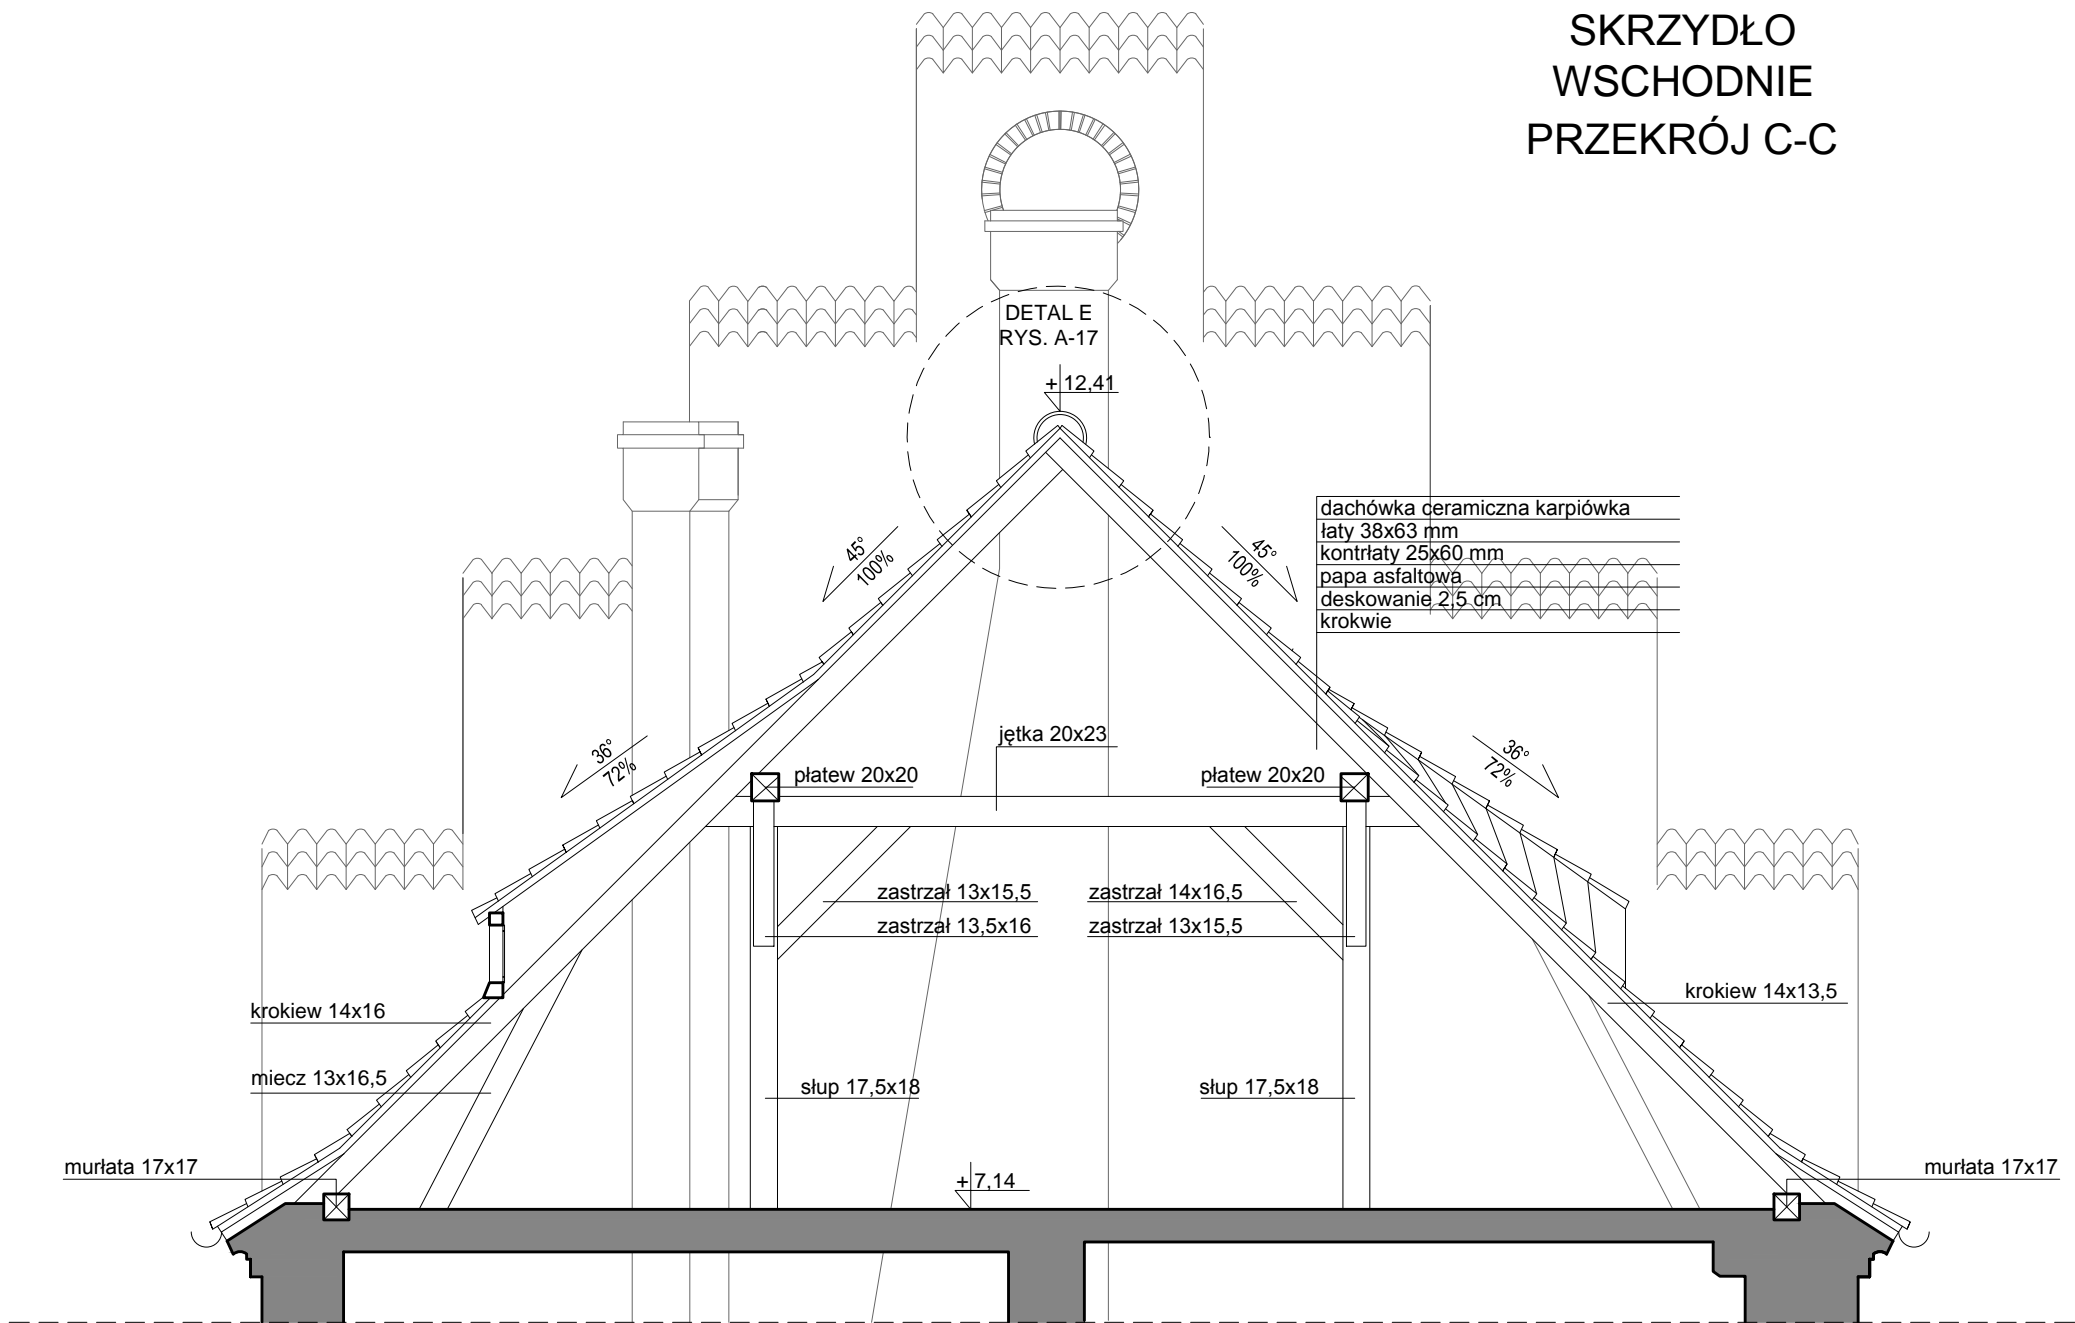 SKRZYDŁO
WSCHODNIE
PRZEKRÓJ C-C
DETAL E
RYS. A-17
+ 12,41
dachówka ceramiczna karpiówka
łaty 38x63 mm
kontrłaty 25x60 mm
papa asfaltowa
deskowanie 2,5 cm
krokwie
45°
100%
45°
100%
36°
72%
36°
72%
jętka 20x23
płatew 20x20
płatew 20x20
zastrzał 13x15,5
zastrzał 14x16,5
zastrzał 13,5x16
zastrzał 13x15,5
krokiew 14x16
krokiew 14x13,5
miecz 13x16,5
słup 17,5x18
słup 17,5x18
murłata 17x17
murłata 17x17
+ 7,14